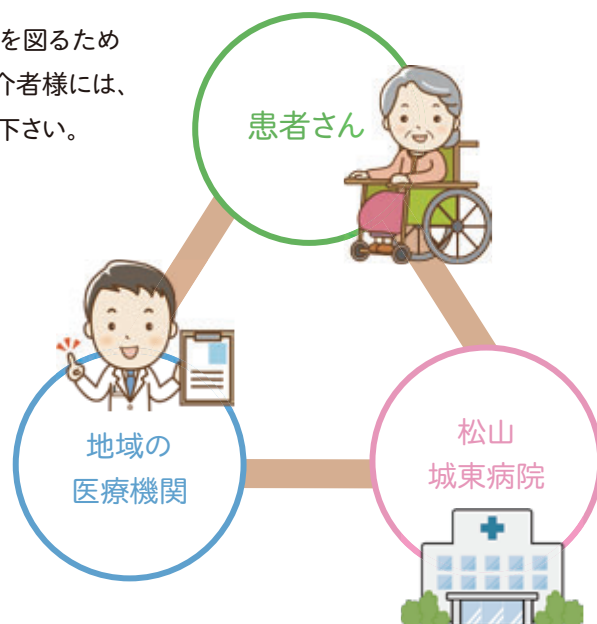 を図るため
介者様には、
下さい。
患者さん
地域の
医療機関
松山
城東病院